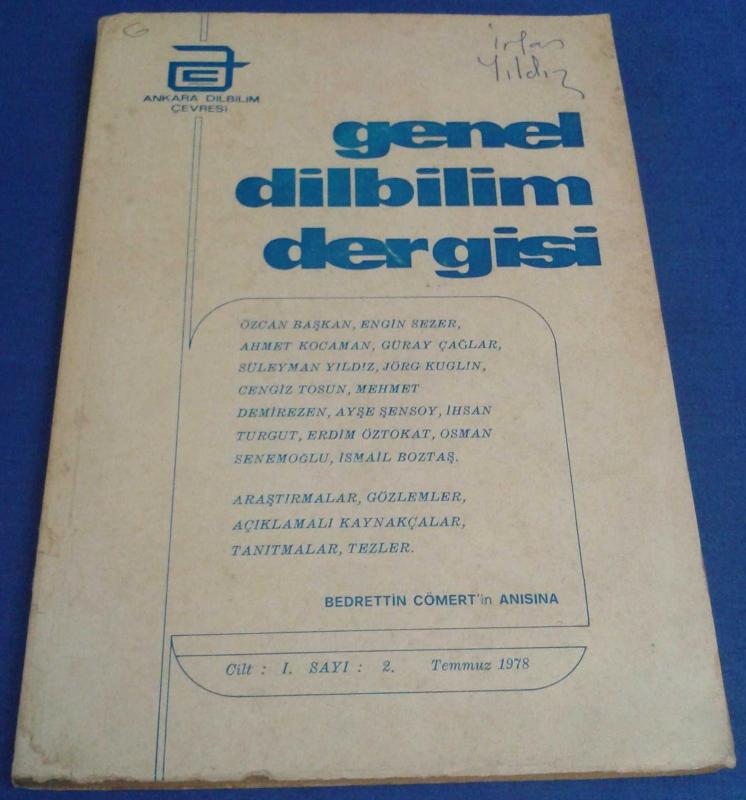 ANKARA DİLBİLİM
ÇEVRESİ
irfan
Yıldız
genel
dilbilim
dergisi
ÖZCAN BAŞKAN, ENGİN SEZER,
AHMET KOCAMAN, GÜRAY ÇAĞLAR,
SÜLEYMAN YILDIZ, JÖRG KUGLIN,
CENGİZ TOSUN, MEHMET
DEMİREZEN, AYŞE ŞENSOY, İHSAN
TURGUT, ERDİM ÖZTOKAT, OSMAN
SENEMOĞLU, İSMAİL BOZTAŞ.
ARAŞTIRMALAR, GÖZLEMLER,
AÇIKLAMALI KAYNAKÇALAR,
TANITMALAR, TEZLER.
BEDRETTİN CÖMERT'in ANISINA
Cilt : I. SAYI : 2. Temmuz 1978